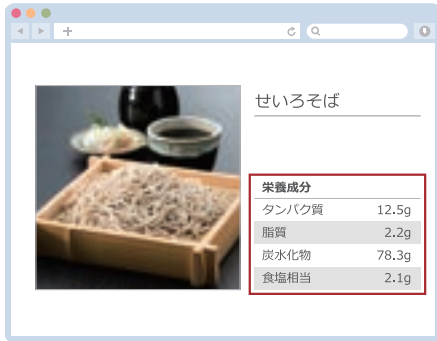 せいろそば
栄養成分
タンパク質 12.5g
脂質 2.2g
炭水化物 78.3g
食塩相当 2.1g